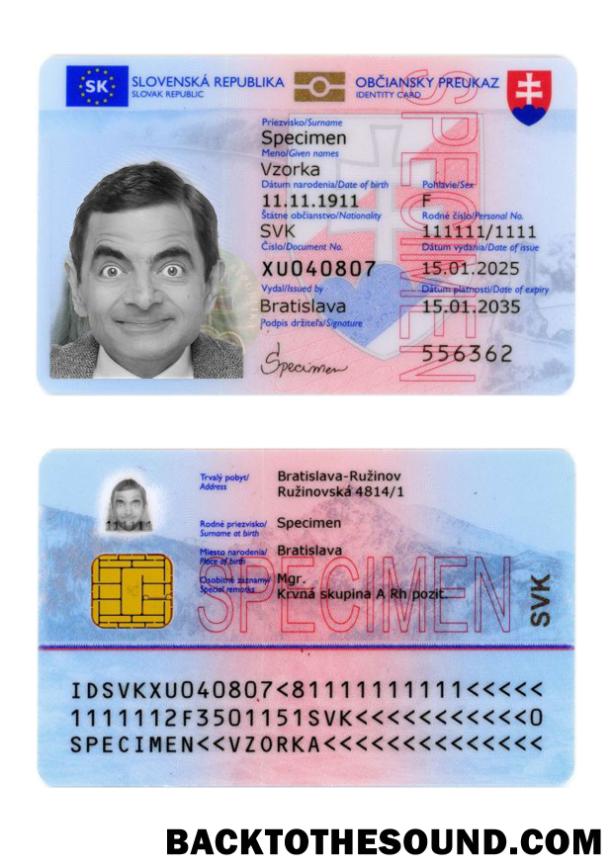 SK SLOVENSKÁ REPUBLIKA
SLOVAK REPUBLIC
OBČIANSKY PREUKAZ
IDENTITY CARD
Priezvisko/Surname
Specimen
Meno/Given names
Vzorka
Dátum narodenia/Date of birth
11.11.1911
Pohlavie/Sex
F
Štátne občianstvo/Nationality
SVK
Rodné číslo/Personal No.
111111/1111
Číslo/Document No.
XU040807
Dátum vydania/Date of issue
15.01.2025
Vydal/Issued by
Bratislava
Dátum platnosti/Date of expiry
15.01.2035
Podpis držiteľa/Signature
Specimen
556362
SPECIMEN
Trvalý pobyt/
Address
Bratislava-Ružinov
Ružinovská 4814/1
Rodné priezvisko/
Surname at birth
Specimen
Miesto narodenia/
Place of birth
Bratislava
Osobitné záznamy/
Special remarks
Mgr.
Krvná skupina A Rh pozit.
SPECIMEN
SVK
IDSVKXU040807<81111111111<<<<<
1111112F3501151SVK<<<<<<<<<<<0
SPECIMEN<<VZORKA<<<<<<<<<<<<<<
BACKTOTHESOUND.COM